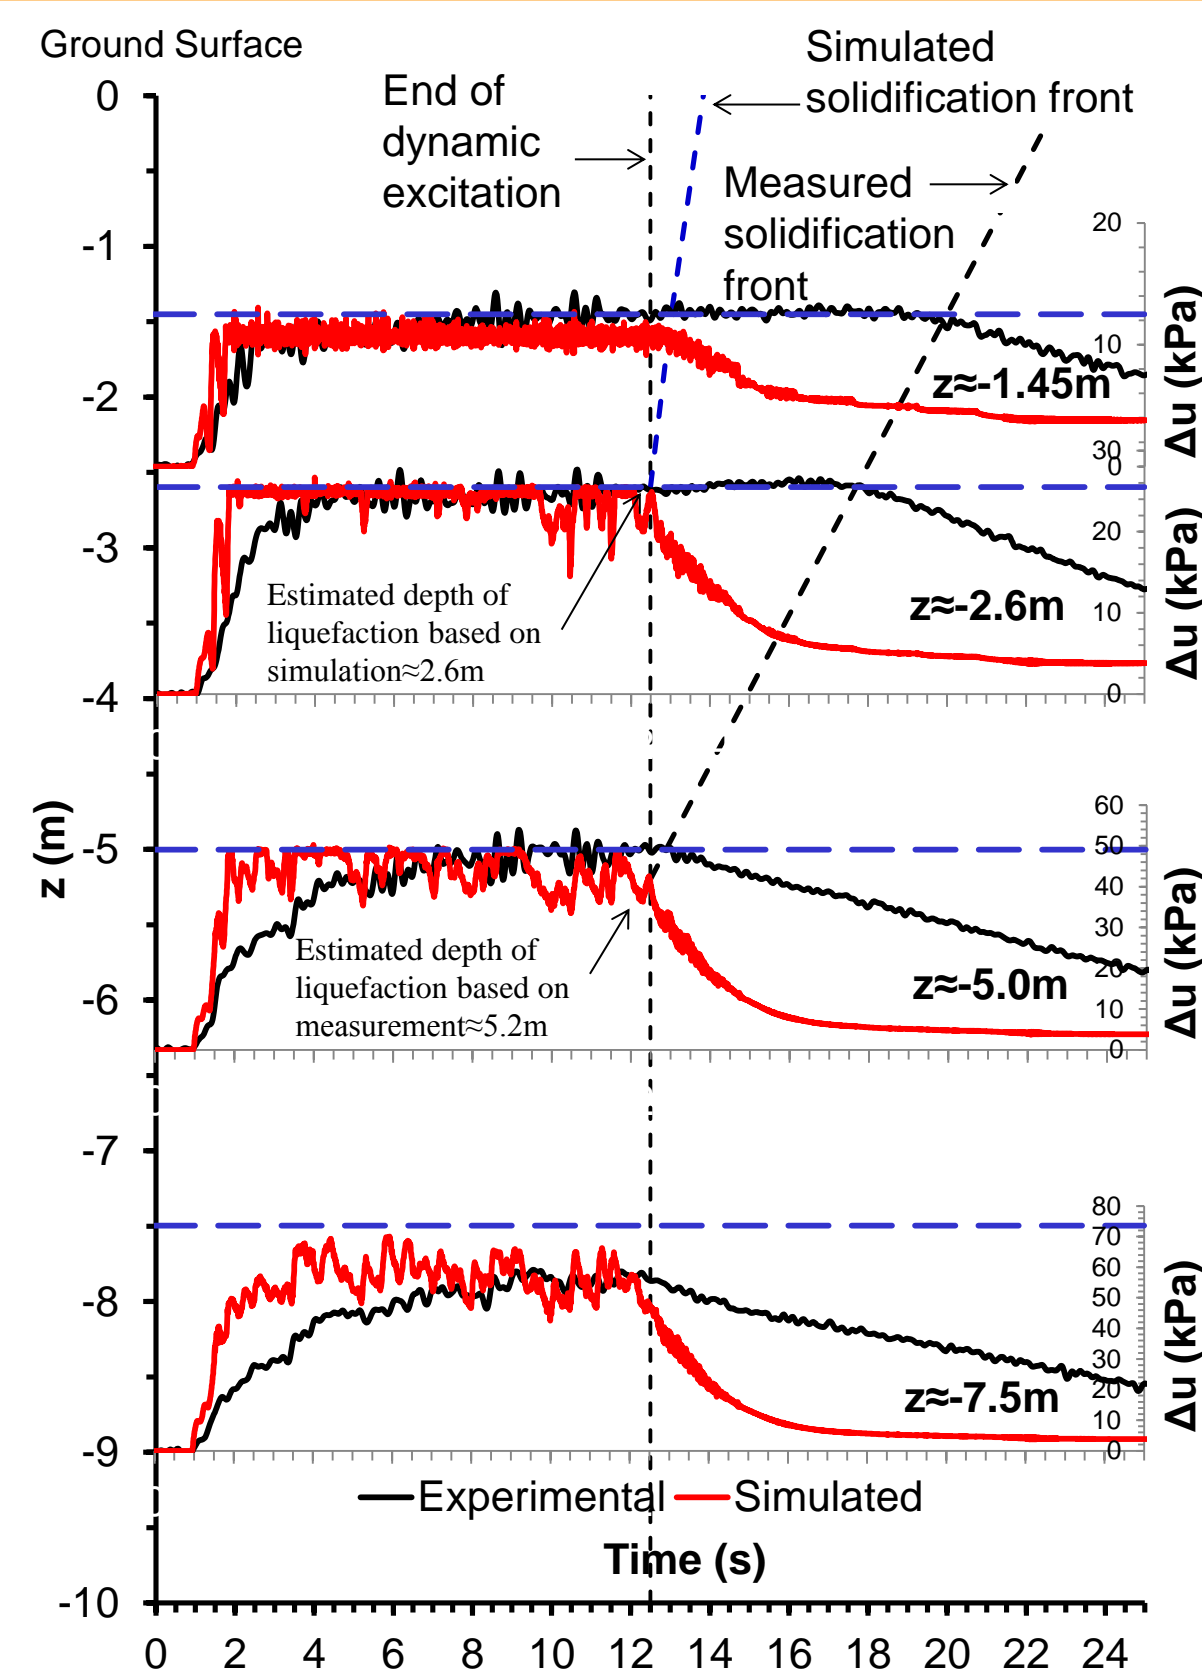 Ground Surface
Simulated
solidification front
End of
dynamic
excitation
Measured
solidification
front
0
-1
-2
-3
-4
-5
-6
-7
-8
-9
-10
z (m)
20
10
0
Δu (kPa)
z≈-1.45m
30
20
10
0
Δu (kPa)
z≈-2.6m
Estimated depth of
liquefaction based on
simulation≈2.6m
60
50
40
30
20
10
0
Δu (kPa)
z≈-5.0m
Estimated depth of
liquefaction based on
measurement≈5.2m
80
70
60
50
40
30
20
10
0
Δu (kPa)
z≈-7.5m
Experimental
Simulated
Time (s)
0 2 4 6 8 10 12 14 16 18 20 22 24